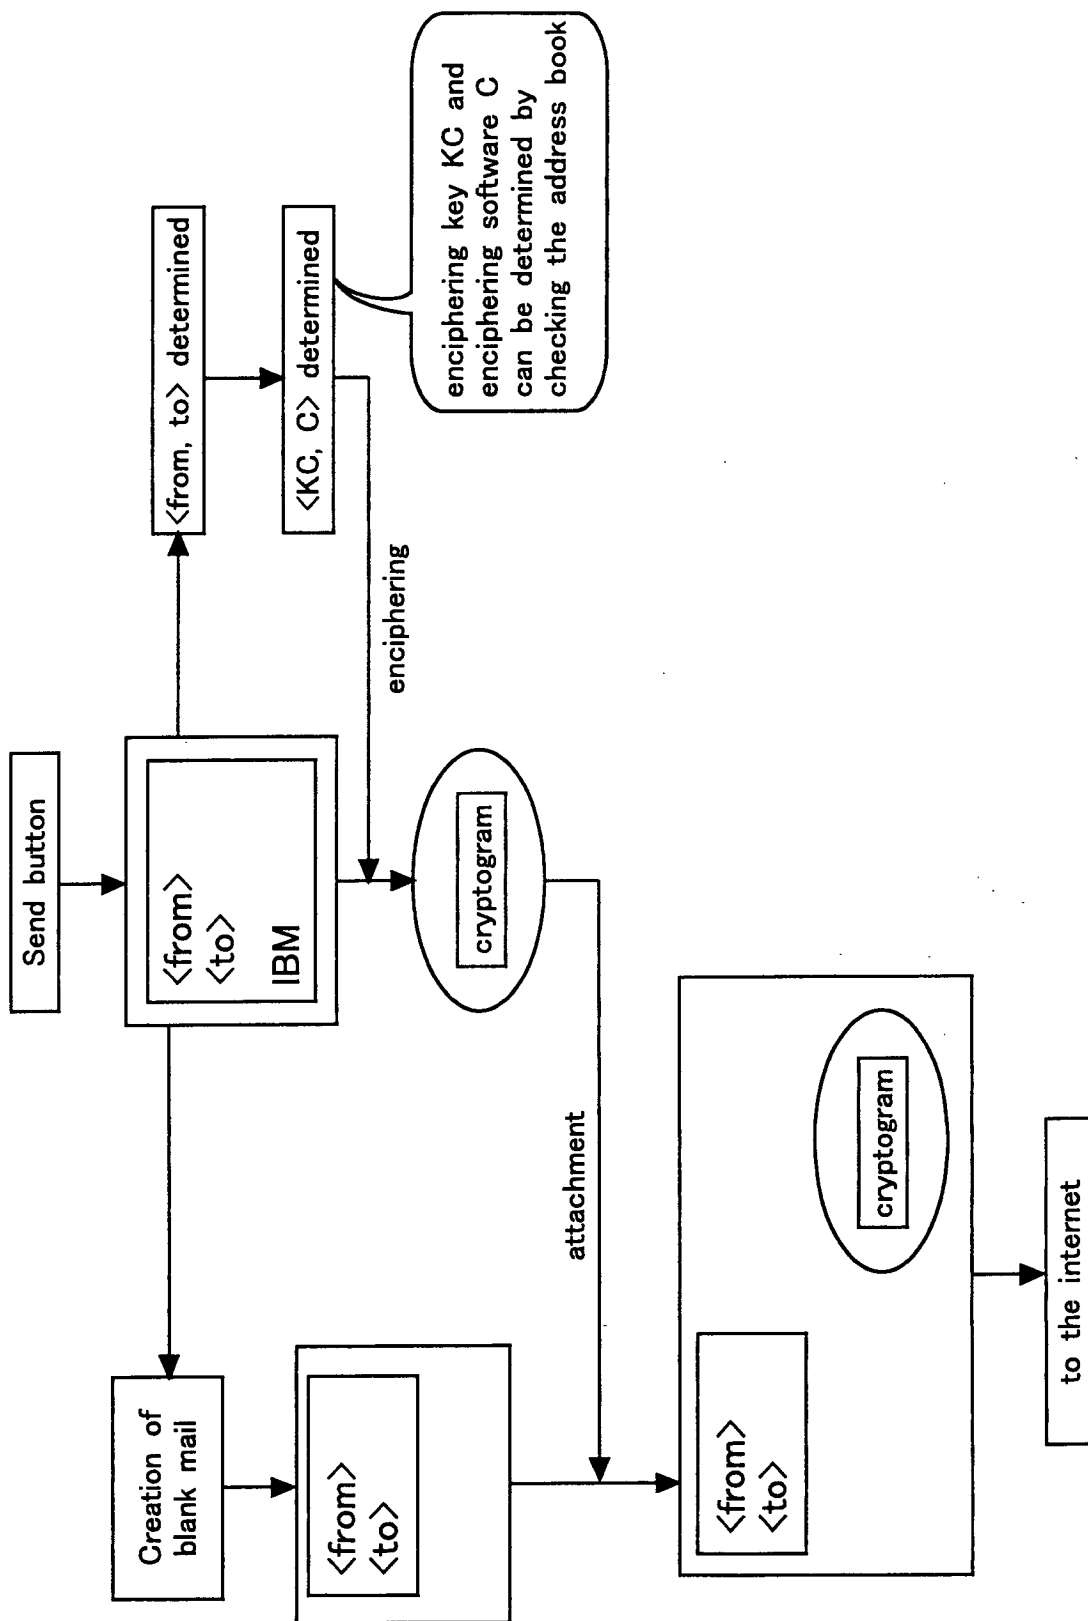 Send button
<from>
<to>
IBM
<from, to> determined
<KC, C> determined
enciphering key KC and
enciphering software C
can be determined by
checking the address book
enciphering
cryptogram
Creation of
blank mail
<from>
<to>
attachment
<from>
<to>
cryptogram
to the internet